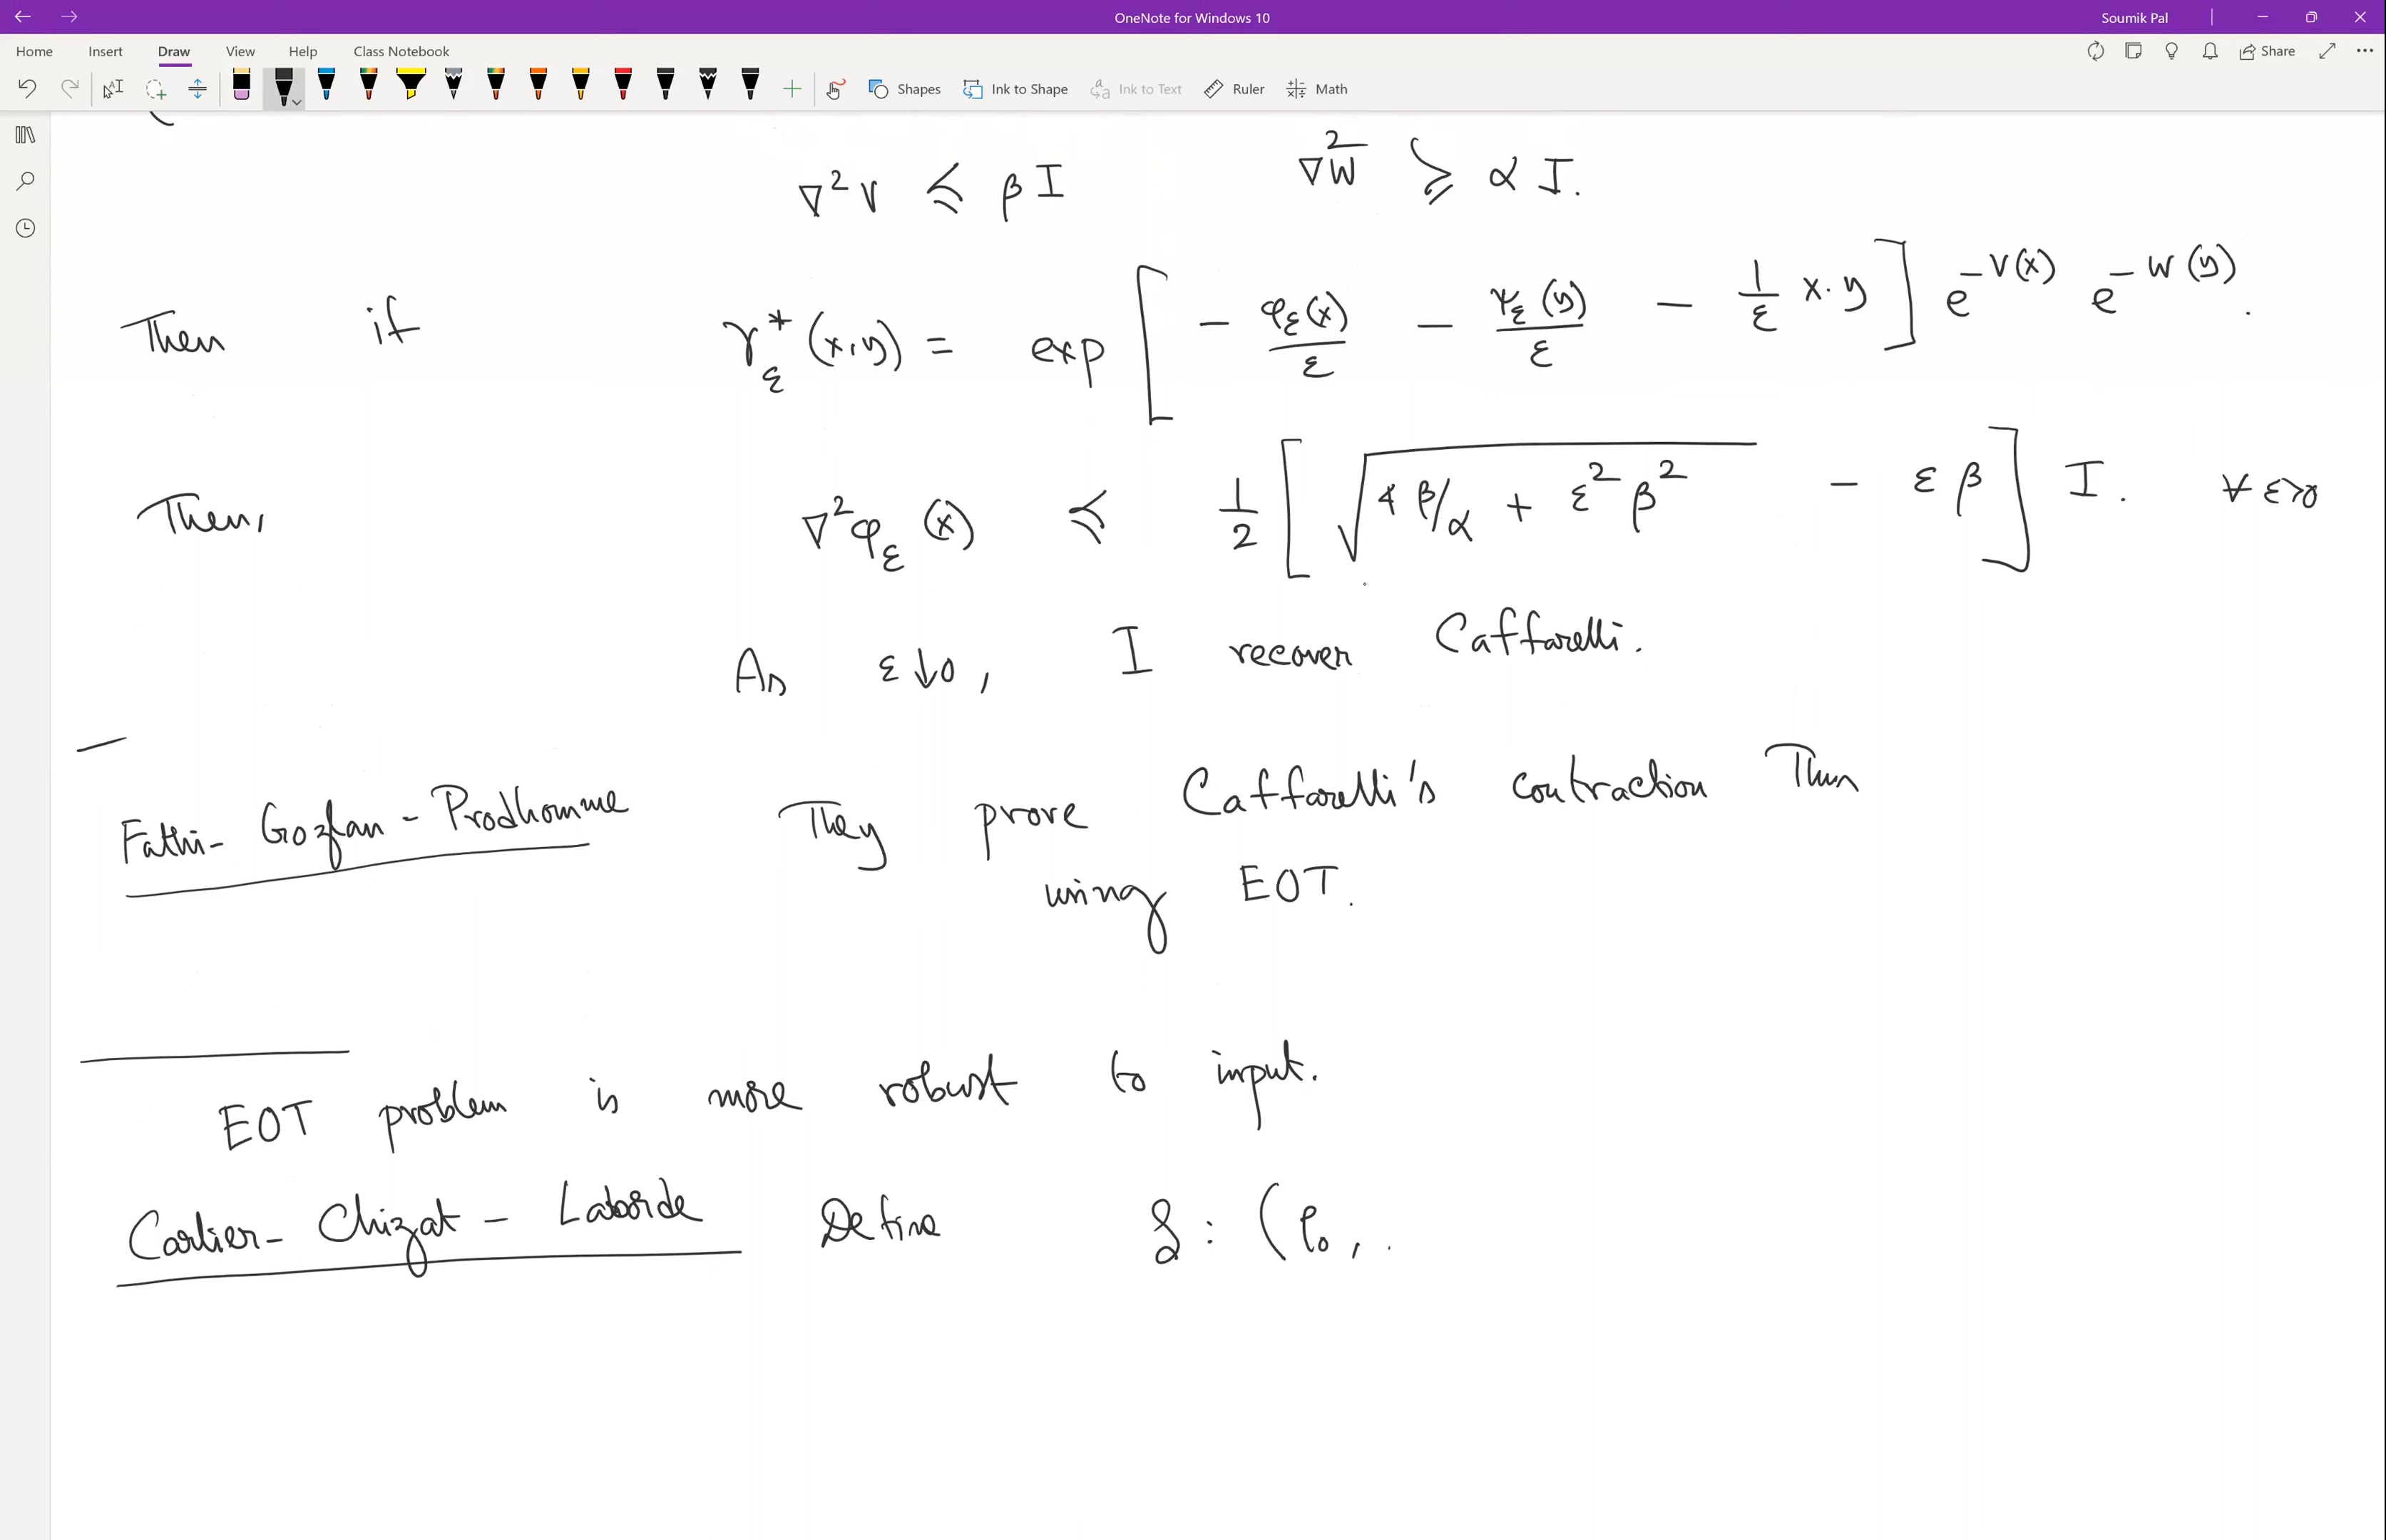 OneNote for Windows 10
Soumik Pal
Home Insert Draw View Help Class Notebook
Share
Shapes Ink to Shape Ink to Text Ruler Math
∇²V ≼ βI ∇²W ≽ αI.
Then if γ*_ε(x,y) = exp[ - φ_ε(x)/ε - ψ_ε(y)/ε - 1/ε x·y ] e^{-V(x)} e^{-W(y)}.
Then, ∇²φ_ε(x) ≼ 1/2 [ √(4 β/α + ε²β²) - εβ ] I. ∀ ε>0
As ε↓0, I recover Caffarelli.
Fathi- Gozlan - Prodhomme They prove Caffarelli's contraction Thm
using EOT.
EOT problem is more robust to input.
Carlier- Chizat - Laborde Define S : (ρ₀, .